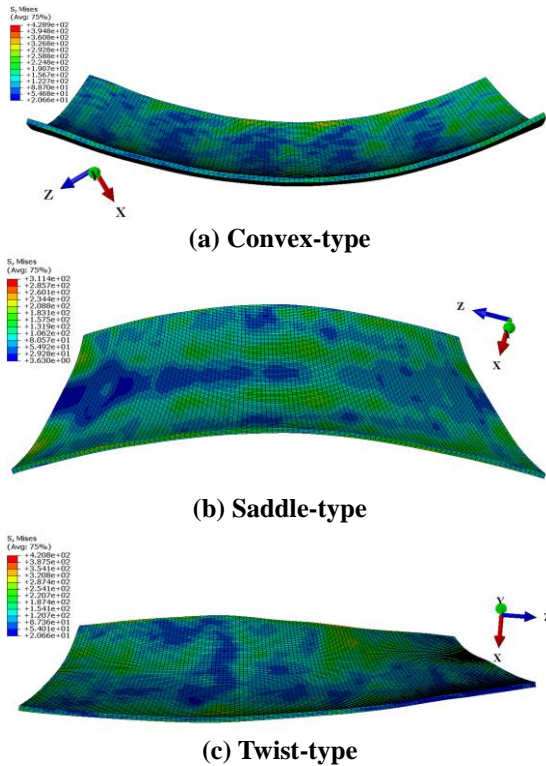 S, Mises
(Avg: 75%)
+4.289e+02
+3.948e+02
+3.608e+02
+3.268e+02
+2.928e+02
+2.588e+02
+2.248e+02
+1.907e+02
+1.567e+02
+1.227e+02
+8.870e+01
+5.468e+01
+2.066e+01
Z
Y
X
(a) Convex-type
S, Mises
(Avg: 75%)
+3.114e+02
+2.857e+02
+2.601e+02
+2.344e+02
+2.088e+02
+1.831e+02
+1.575e+02
+1.319e+02
+1.062e+02
+8.057e+01
+5.492e+01
+2.928e+01
+3.630e+00
Z
X
(b) Saddle-type
S, Mises
(Avg: 75%)
+4.208e+02
+3.875e+02
+3.541e+02
+3.208e+02
+2.874e+02
+2.541e+02
+2.207e+02
+1.874e+02
+1.541e+02
+1.207e+02
+8.736e+01
+5.401e+01
+2.066e+01
Y
Z
X
(c) Twist-type